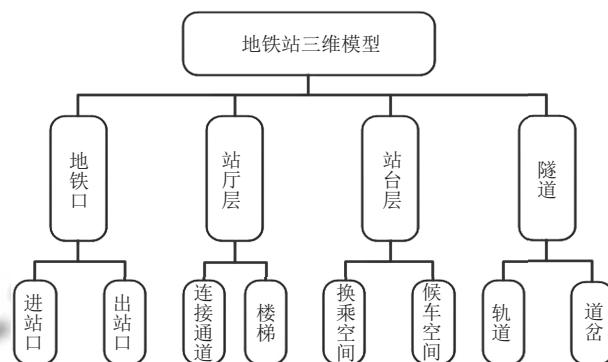 地铁站三维模型
地铁口
站厅层
站台层
隧道
进站口
出站口
连接通道
楼梯
换乘空间
候车空间
轨道
道岔